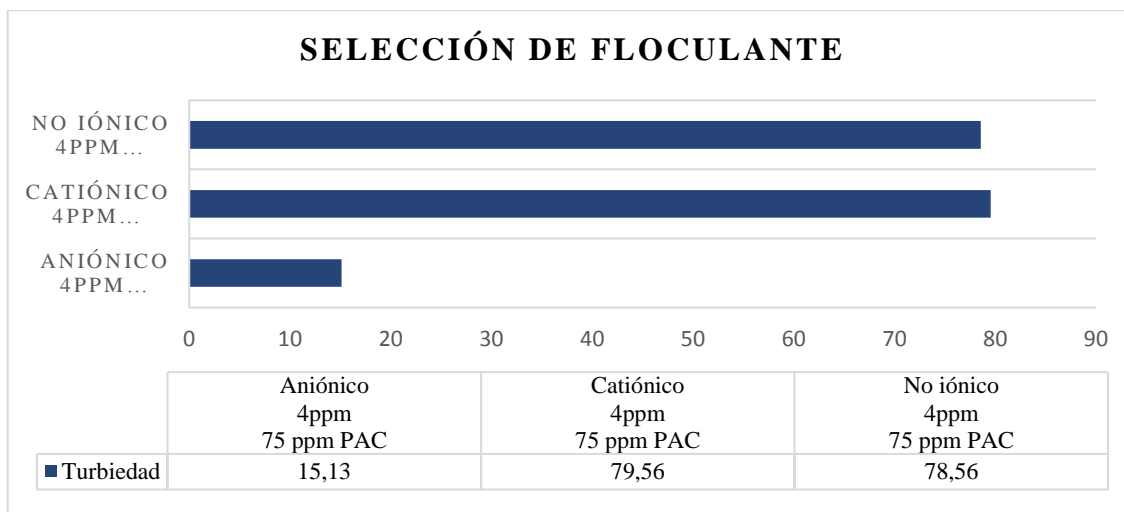 SELECCIÓN DE FLOCULANTE
NO IÓNICO
4PPM...
CATIÓNICO
4PPM...
ANIÓNICO
4PPM...
0 10 20 30 40 50 60 70 80 90
Aniónico Catiónico No iónico
4ppm 4ppm 4ppm
75 ppm PAC 75 ppm PAC 75 ppm PAC
Turbiedad 15,13 79,56 78,56